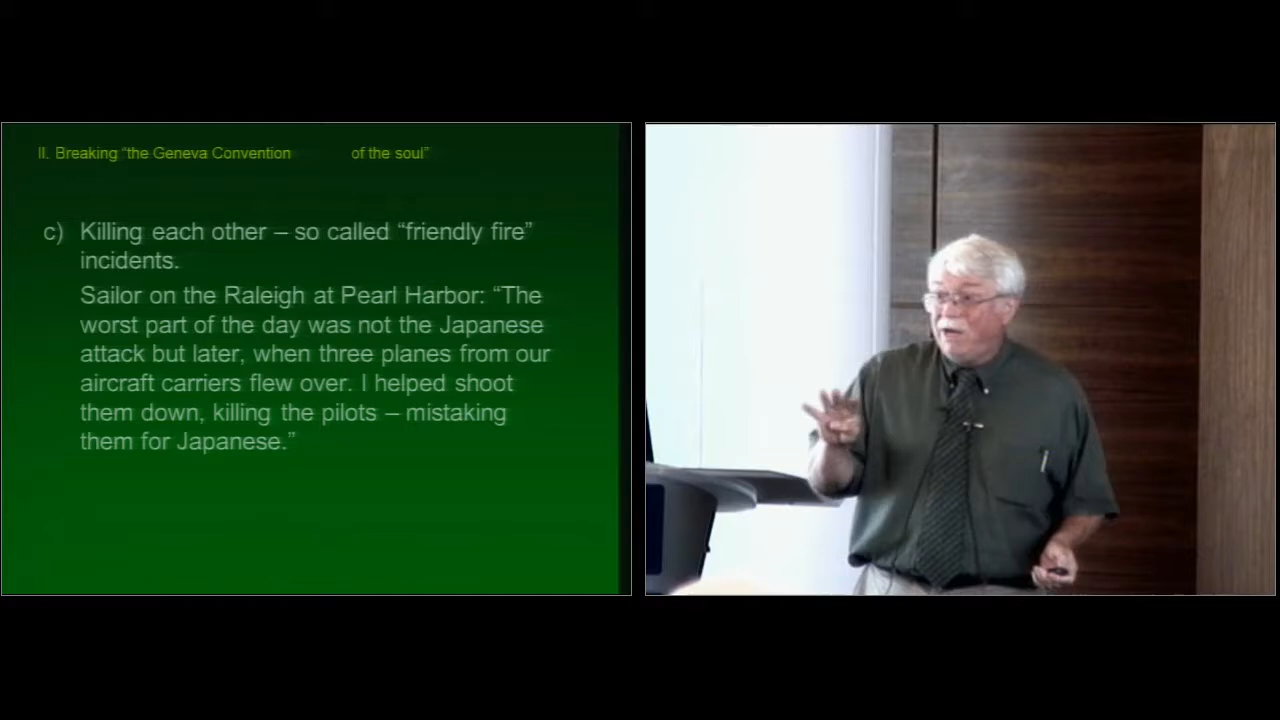 II. Breaking “the Geneva Convention of the soul”
c) Killing each other – so called “friendly fire”
incidents.
Sailor on the Raleigh at Pearl Harbor: “The
worst part of the day was not the Japanese
attack but later, when three planes from our
aircraft carriers flew over. I helped shoot
them down, killing the pilots – mistaking
them for Japanese.”